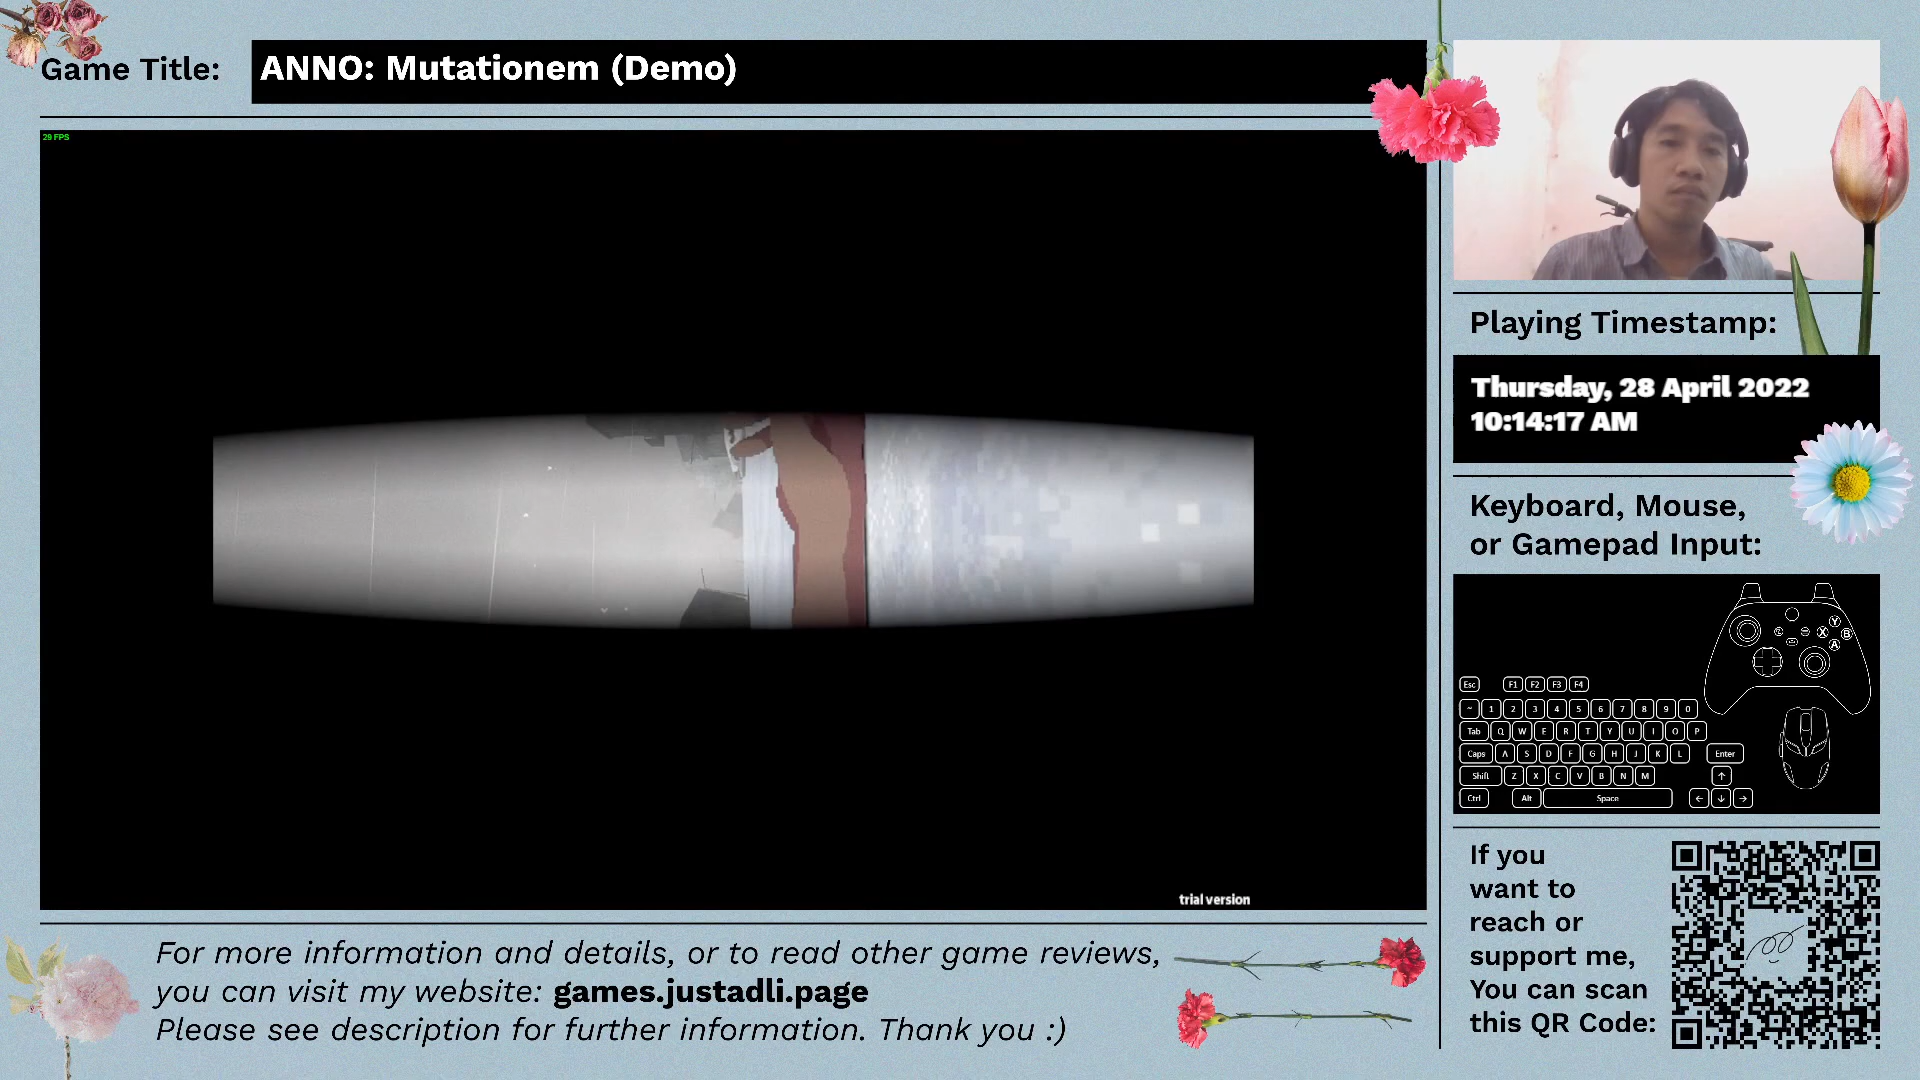 Game Title:
ANNO: Mutationem (Demo)
29 FPS
trial version
Playing Timestamp:
Thursday, 28 April 2022
10:14:17 AM
Keyboard, Mouse,
or Gamepad Input:
Y
X B
A
Esc F1 F2 F3 F4
~ 1 2 3 4 5 6 7 8 9 0
Tab Q W E R T Y U I O P
Caps A S D F G H J K L Enter
Shift Z X C V B N M ↑
Ctrl Alt Space ← ↓ →
If you
want to
reach or
support me,
You can scan
this QR Code:
For more information and details, or to read other game reviews,
you can visit my website: games.justadli.page
Please see description for further information. Thank you :)